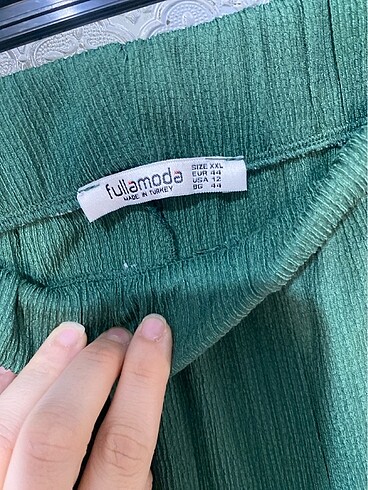 fullamoda
MADE IN TURKEY
SIZE XXL
EUR 44
USA 12
BG 44